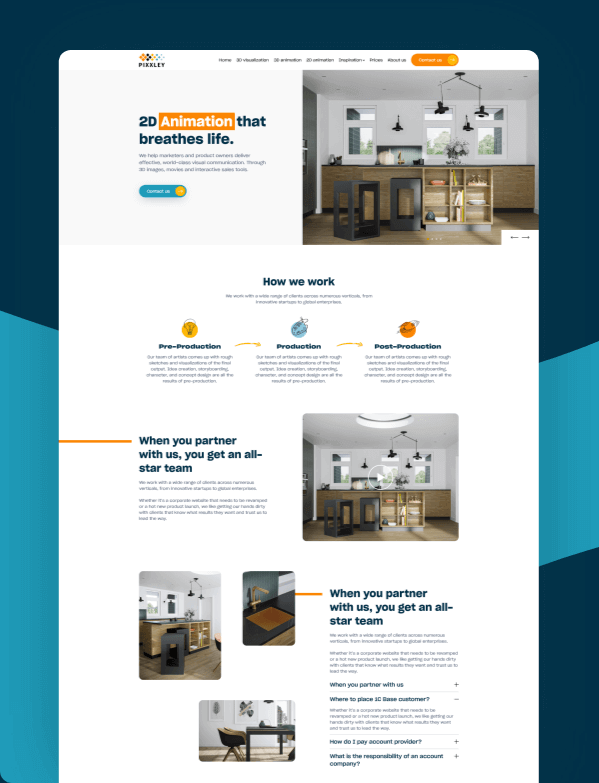 PIXXLEY
Home 3D visualization 3D animation 2D animation Inspiration Prices About us Contact us
2D Animation that
breathes life.
We help marketers and product owners deliver
effective, world-class visual communication. Through
3D images, movies and interactive sales tools.
Contact us
How we work
We work with a wide range of clients across numerous verticals, from
innovative startups to global enterprises.
Pre-Production
Our team of artists comes up with rough
sketches and visualizations of the final
output. Idea creation, storyboarding,
character, and concept design are all the
results of pre-production.
Production
Our team of artists comes up with rough
sketches and visualizations of the final
output. Idea creation, storyboarding,
character, and concept design are all the
results of pre-production.
Post-Production
Our team of artists comes up with rough
sketches and visualizations of the final
output. Idea creation, storyboarding,
character, and concept design are all the
results of pre-production.
When you partner
with us, you get an all-
star team
We work with a wide range of clients across numerous
verticals, from innovative startups to global enterprises.
Whether it's a corporate website that needs to be revamped
or a hot new product launch, we like getting our hands dirty
with clients that know what results they want and trust us to
lead the way.
When you partner
with us, you get an all-
star team
We work with a wide range of clients across numerous
verticals, from innovative startups to global enterprises.
Whether it's a corporate website that needs to be revamped
or a hot new product launch, we like getting our hands dirty
with clients that know what results they want and trust us to
lead the way.
When you partner with us
Where to place 1C Base customer?
Whether it's a corporate website that needs to be
revamped or a hot new product launch, we like getting our
hands dirty with clients that know what results they want
and trust us to lead the way.
How do I pay account provider?
What is the responsibility of an account
company?